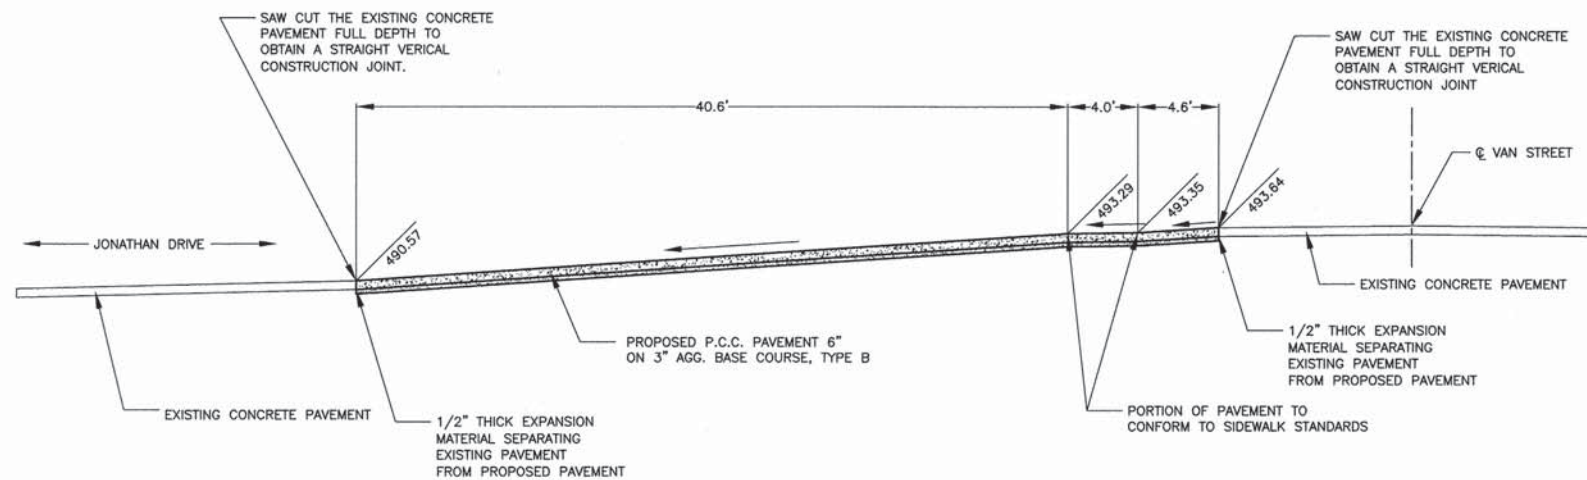 SAW CUT THE EXISTING CONCRETE
PAVEMENT FULL DEPTH TO
OBTAIN A STRAIGHT VERICAL
CONSTRUCTION JOINT.
SAW CUT THE EXISTING CONCRETE
PAVEMENT FULL DEPTH TO
OBTAIN A STRAIGHT VERICAL
CONSTRUCTION JOINT
40.6'
4.0'
4.6'
℄ VAN STREET
493.29
493.35
493.64
JONATHAN DRIVE
490.57
EXISTING CONCRETE PAVEMENT
PROPOSED P.C.C. PAVEMENT 6"
ON 3" AGG. BASE COURSE, TYPE B
1/2" THICK EXPANSION
MATERIAL SEPARATING
EXISTING PAVEMENT
FROM PROPOSED PAVEMENT
EXISTING CONCRETE PAVEMENT
1/2" THICK EXPANSION
MATERIAL SEPARATING
EXISTING PAVEMENT
FROM PROPOSED PAVEMENT
PORTION OF PAVEMENT TO
CONFORM TO SIDEWALK STANDARDS